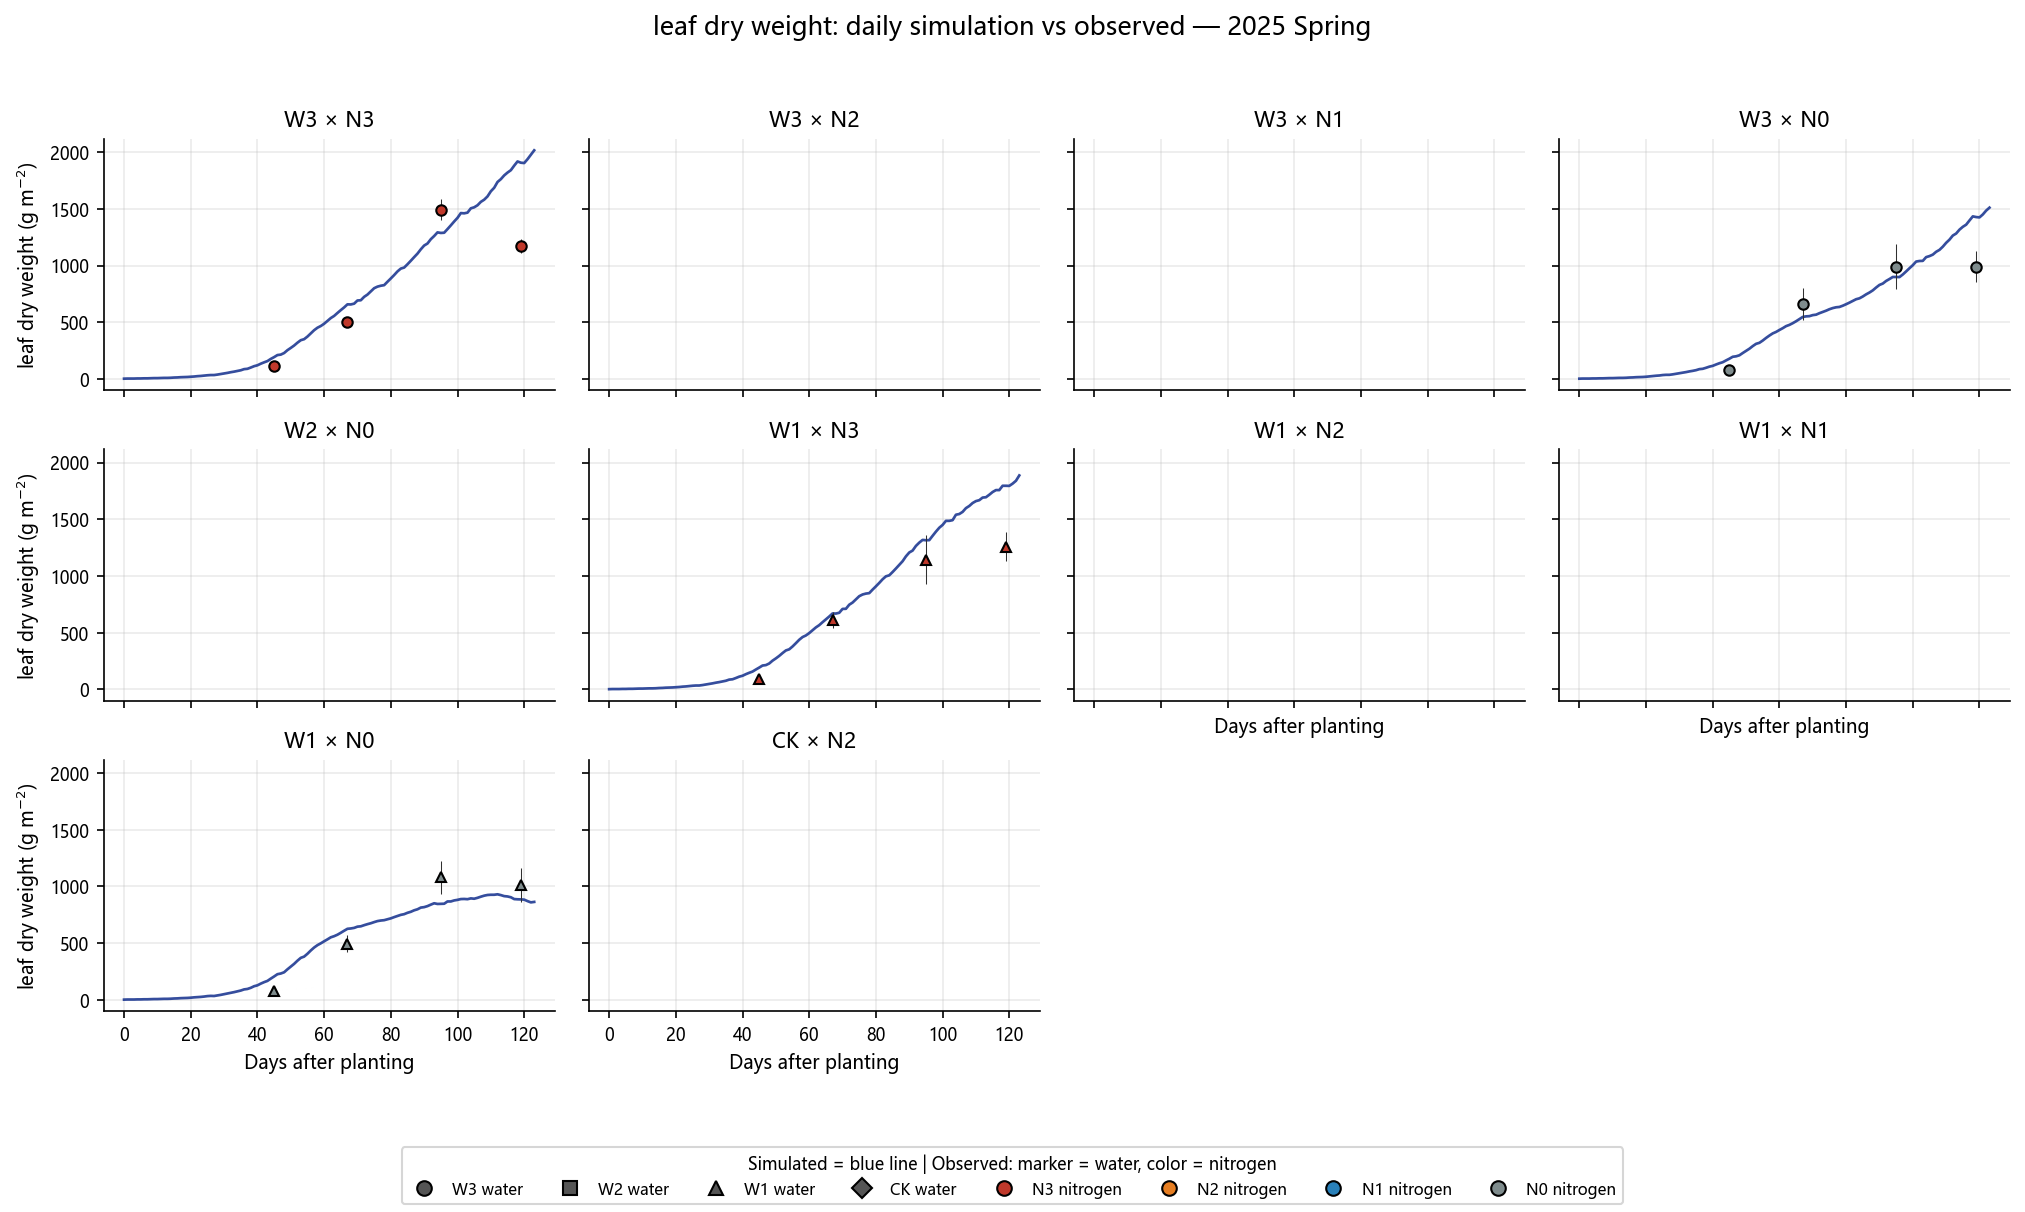 leaf dry weight: daily simulation vs observed — 2025 Spring
W3 × N3
W3 × N2
W3 × N1
W3 × N0
leaf dry weight (g m⁻²)
2000
1500
1000
500
0
W2 × N0
W1 × N3
W1 × N2
W1 × N1
leaf dry weight (g m⁻²)
2000
1500
1000
500
0
Days after planting
Days after planting
W1 × N0
CK × N2
leaf dry weight (g m⁻²)
2000
1500
1000
500
0
0 20 40 60 80 100 120
0 20 40 60 80 100 120
Days after planting
Days after planting
Simulated = blue line | Observed: marker = water, color = nitrogen
W3 water W2 water W1 water CK water N3 nitrogen N2 nitrogen N1 nitrogen N0 nitrogen